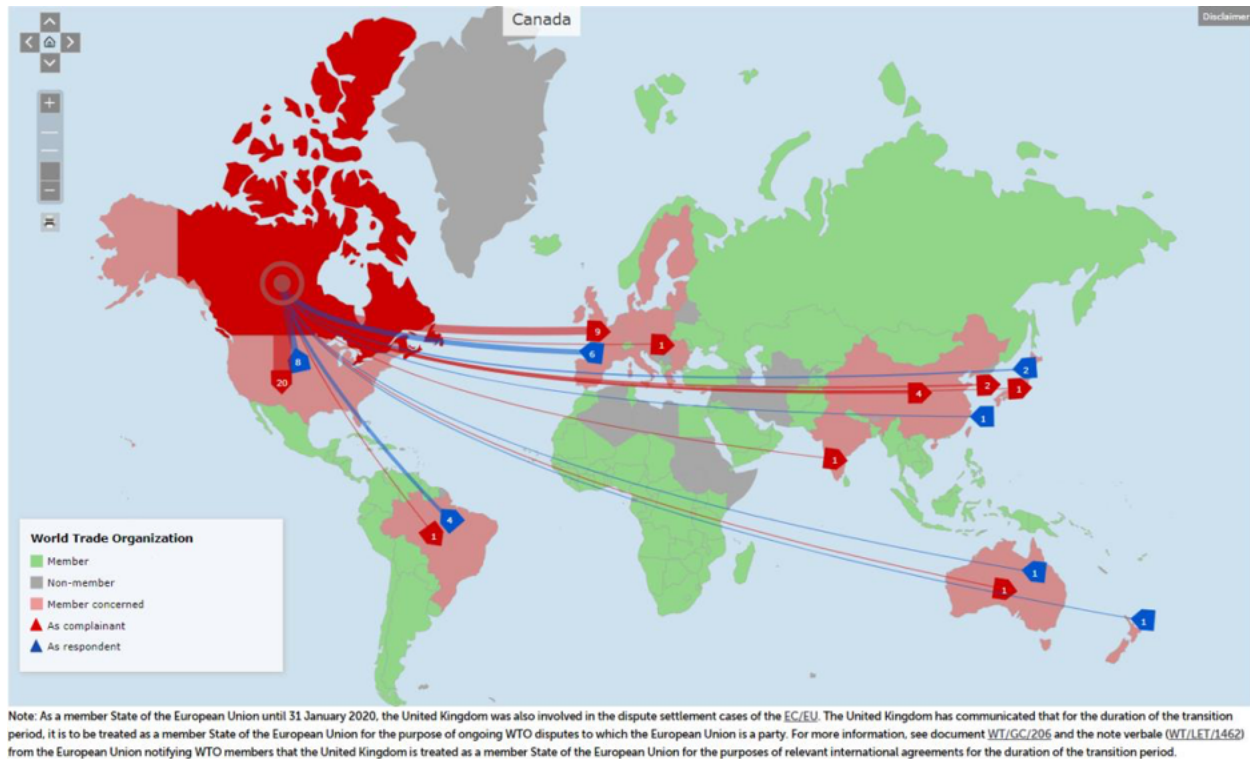 Canada
Disclaimer
9
1
6
8
20
2
2
4
1
1
1
4
1
1
1
1
World Trade Organization
Member
Non-member
Member concerned
As complainant
As respondent
Note: As a member State of the European Union until 31 January 2020, the United Kingdom was also involved in the dispute settlement cases of the EC/EU. The United Kingdom has communicated that for the duration of the transition
period, it is to be treated as a member State of the European Union for the purpose of ongoing WTO disputes to which the European Union is a party. For more information, see document WT/GC/206 and the note verbale (WT/LET/1462)
from the European Union notifying WTO members that the United Kingdom is treated as a member State of the European Union for the purposes of relevant international agreements for the duration of the transition period.